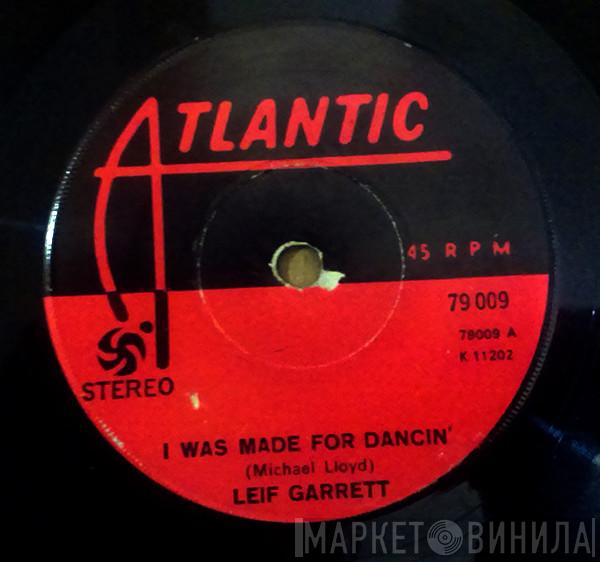 ATLANTIC
45 RPM
79 009
78009 A
K 11202
STEREO
I WAS MADE FOR DANCIN'
(Michael Lloyd)
LEIF GARRETT
МАРКЕТ ВИНИЛА